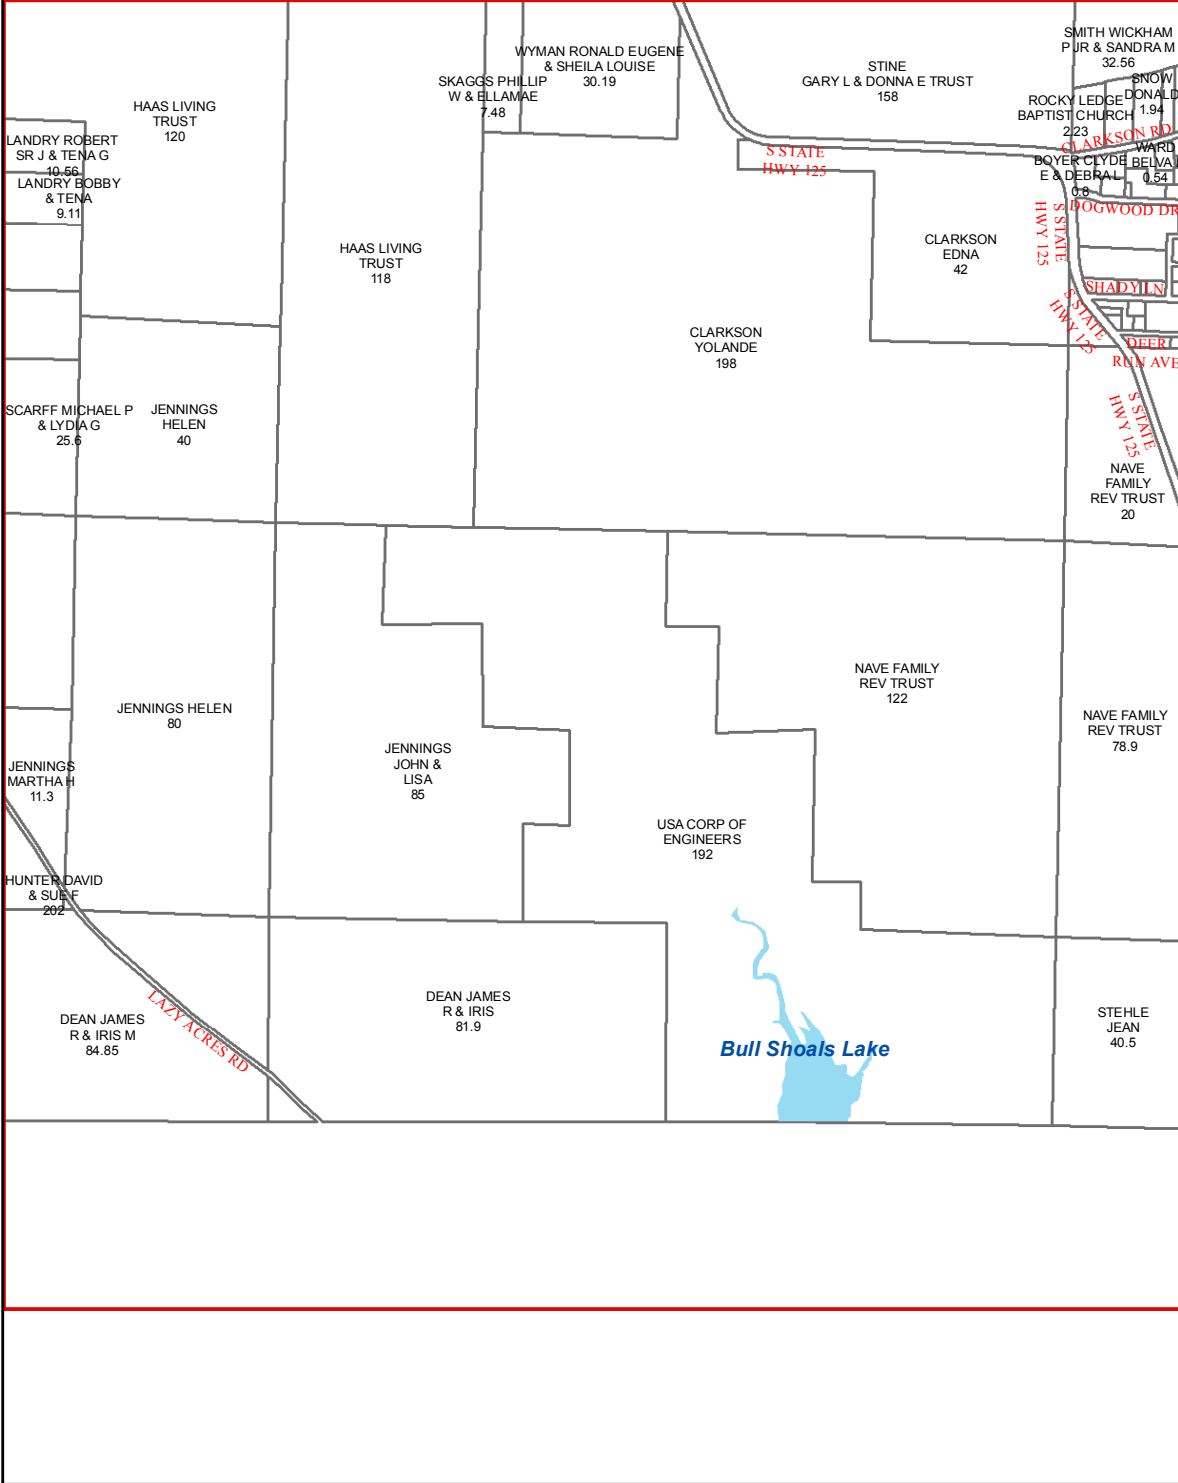 SMITH WICKHAM
P JR & SANDRA M
32.56
WYMAN RONALD EUGENE
& SHEILA LOUISE
30.19
STINE
GARY L & DONNA E TRUST
158
SKAGGS PHILLIP
W & ELLAMAE
7.48
SNOW
DONALD
1.94
HAAS LIVING
TRUST
120
ROCKY LEDGE
BAPTIST CHURCH
2.23
CLARKSON RD
LANDRY ROBERT
SR J & TENA G
10.56
S STATE
HWY 125
WARD
BELVA
0.54
BOYER CLYDE
E & DEBRA L
0.8
LANDRY BOBBY
& TENA
9.11
DOGWOOD DR
S STATE
HWY 125
HAAS LIVING
TRUST
118
CLARKSON
EDNA
42
SHADY LN
S STATE
HWY 125
CLARKSON
YOLANDE
198
DEER
RUN AVE
SCARFF MICHAEL P
& LYDIA G
25.6
JENNINGS
HELEN
40
S STATE
HWY 125
NAVE
FAMILY
REV TRUST
20
NAVE FAMILY
REV TRUST
122
JENNINGS HELEN
80
NAVE FAMILY
REV TRUST
78.9
JENNINGS
JOHN &
LISA
85
JENNINGS
MARTHA H
11.3
USA CORP OF
ENGINEERS
192
HUNTER DAVID
& SUE F
202
DEAN JAMES
R & IRIS
81.9
LAZY ACRES RD
DEAN JAMES
R & IRIS M
84.85
STEHLE
JEAN
40.5
Bull Shoals Lake